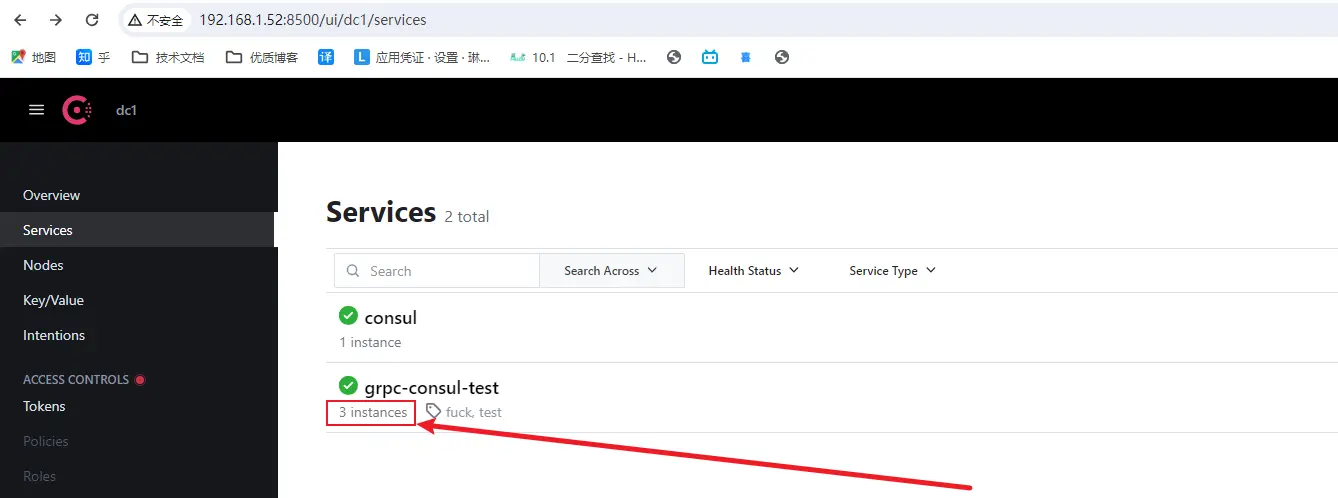 不安全 192.168.1.52:8500/ui/dc1/services
地图 知 乎 技术文档 优质博客 译 L 应用凭证 · 设置 · 琳... 10.1 二分查找 - H...
dc1
Overview
Services
Nodes
Key/Value
Intentions
ACCESS CONTROLS
Tokens
Policies
Roles
Services 2 total
Search Search Across Health Status Service Type
consul
1 instance
grpc-consul-test
3 instances fuck, test